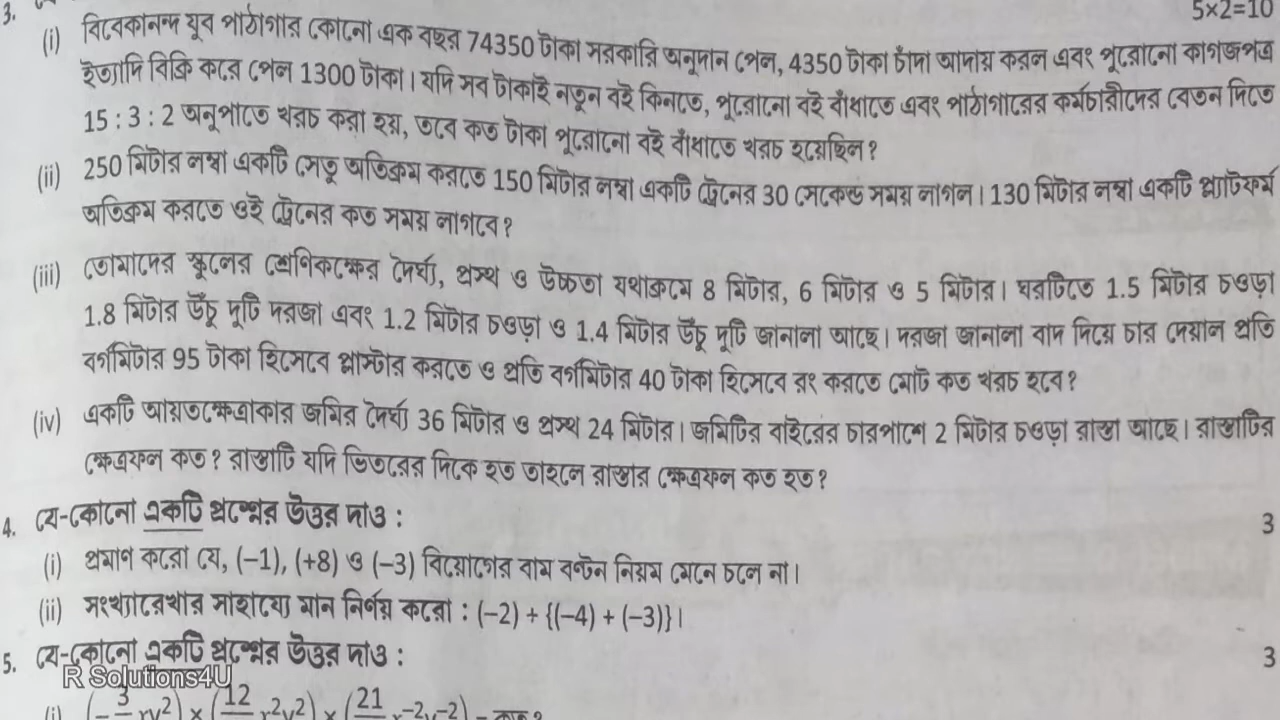 3.
5×2=10
(i) বিবেকানন্দ যুব পাঠাগার কোনো এক বছর 74350 টাকা সরকারি অনুদান পেল, 4350 টাকা চাঁদা আদায় করল এবং পুরোনো কাগজপত্র
ইত্যাদি বিক্রি করে পেল 1300 টাকা। যদি সব টাকাই নতুন বই কিনতে, পুরোনো বই বাঁধাতে এবং পাঠাগারের কর্মচারীদের বেতন দিতে
15 : 3 : 2 অনুপাতে খরচ করা হয়, তবে কত টাকা পুরোনো বই বাঁধাতে খরচ হয়েছিল?
(ii) 250 মিটার লম্বা একটি সেতু অতিক্রম করতে 150 মিটার লম্বা একটি ট্রেনের 30 সেকেন্ড সময় লাগল। 130 মিটার লম্বা একটি প্ল্যাটফর্ম
অতিক্রম করতে ওই ট্রেনের কত সময় লাগবে?
(iii) তোমাদের স্কুলের শ্রেণিকক্ষের দৈর্ঘ্য, প্রস্থ ও উচ্চতা যথাক্রমে 8 মিটার, 6 মিটার ও 5 মিটার। ঘরটিতে 1.5 মিটার চওড়া
1.8 মিটার উঁচু দুটি দরজা এবং 1.2 মিটার চওড়া ও 1.4 মিটার উঁচু দুটি জানালা আছে। দরজা জানালা বাদ দিয়ে চার দেয়াল প্রতি
বর্গমিটার 95 টাকা হিসেবে প্লাস্টার করতে ও প্রতি বর্গমিটার 40 টাকা হিসেবে রং করতে মোট কত খরচ হবে?
(iv) একটি আয়তক্ষেত্রাকার জমির দৈর্ঘ্য 36 মিটার ও প্রস্থ 24 মিটার। জমিটির বাইরের চারপাশে 2 মিটার চওড়া রাস্তা আছে। রাস্তাটির
ক্ষেত্রফল কত? রাস্তাটি যদি ভিতরের দিকে হত তাহলে রাস্তার ক্ষেত্রফল কত হত?
4. যে-কোনো একটি প্রশ্নের উত্তর দাও : 3
(i) প্রমাণ করো যে, (–1), (+8) ও (–3) বিয়োগের বাম বণ্টন নিয়ম মেনে চলে না।
(ii) সংখ্যারেখার সাহায্যে মান নির্ণয় করো : (–2) + {(–4) + (–3)}।
5. যে-কোনো একটি প্রশ্নের উত্তর দাও : 3
R Solutions4U